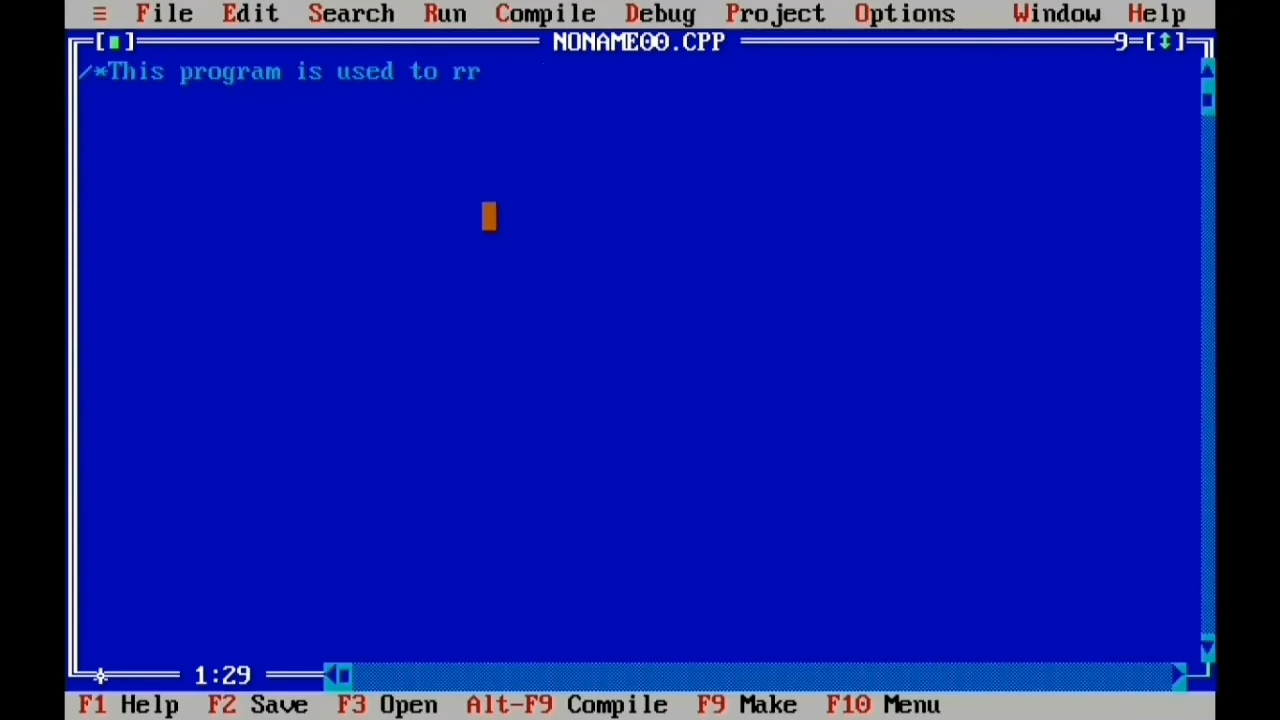 ≡ File Edit Search Run Compile Debug Project Options Window Help
[■] NONAME00.CPP 9=[↕]
/*This program is used to rr
1:29
F1 Help F2 Save F3 Open Alt-F9 Compile F9 Make F10 Menu